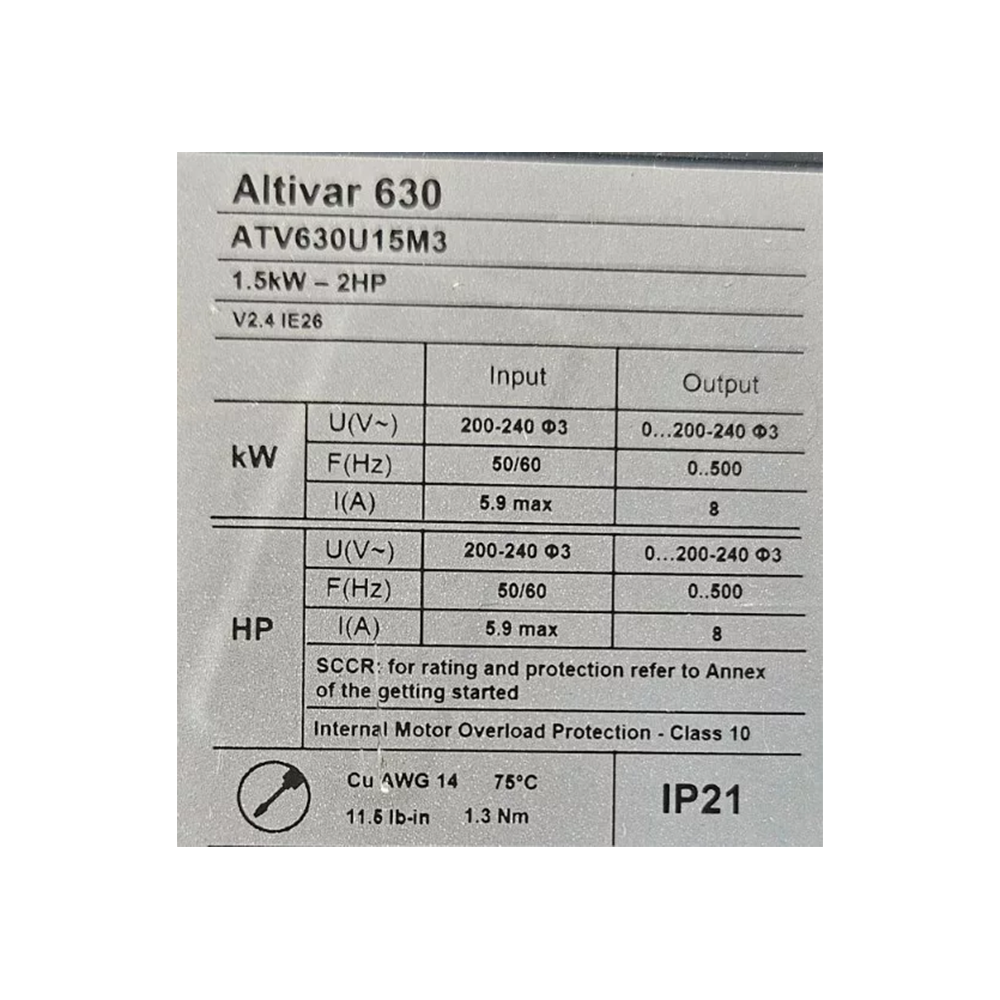 Altivar 630
ATV630U15M3
1.5kW – 2HP
V2.4 IE26
Input Output
kW
U(V~) 200-240 Φ3 0...200-240 Φ3
F(Hz) 50/60 0..500
I(A) 5.9 max 8
HP
U(V~) 200-240 Φ3 0...200-240 Φ3
F(Hz) 50/60 0..500
I(A) 5.9 max 8
SCCR: for rating and protection refer to Annex
of the getting started
Internal Motor Overload Protection - Class 10
Cu AWG 14 75°C
11.5 lb-in 1.3 Nm
IP21